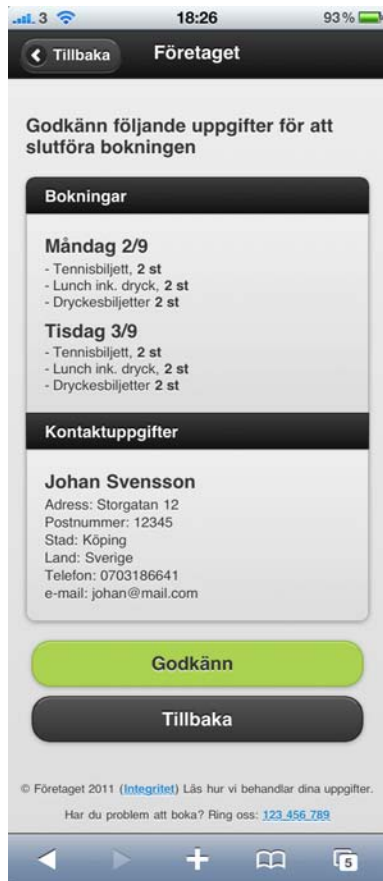 3 18:26 93%
Tillbaka Företaget
Godkänn följande uppgifter för att
slutföra bokningen
Bokningar
Måndag 2/9
- Tennisbiljett, 2 st
- Lunch ink. dryck, 2 st
- Dryckesbiljetter 2 st
Tisdag 3/9
- Tennisbiljett, 2 st
- Lunch ink. dryck, 2 st
- Dryckesbiljetter 2 st
Kontaktuppgifter
Johan Svensson
Adress: Storgatan 12
Postnummer: 12345
Stad: Köping
Land: Sverige
Telefon: 0703186641
e-mail: johan@mail.com
Godkänn
Tillbaka
© Företaget 2011 (Integritet) Läs hur vi behandlar dina uppgifter.
Har du problem att boka? Ring oss: 123 456 789
5